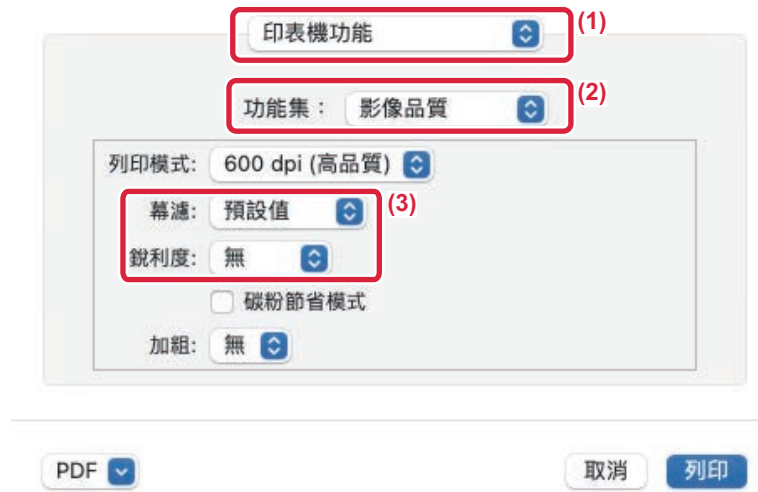 印表機功能 (1)
功能集： 影像品質 (2)
列印模式: 600 dpi (高品質)
幕濾: 預設值 (3)
銳利度: 無
碳粉節省模式
加粗: 無
PDF 取消 列印